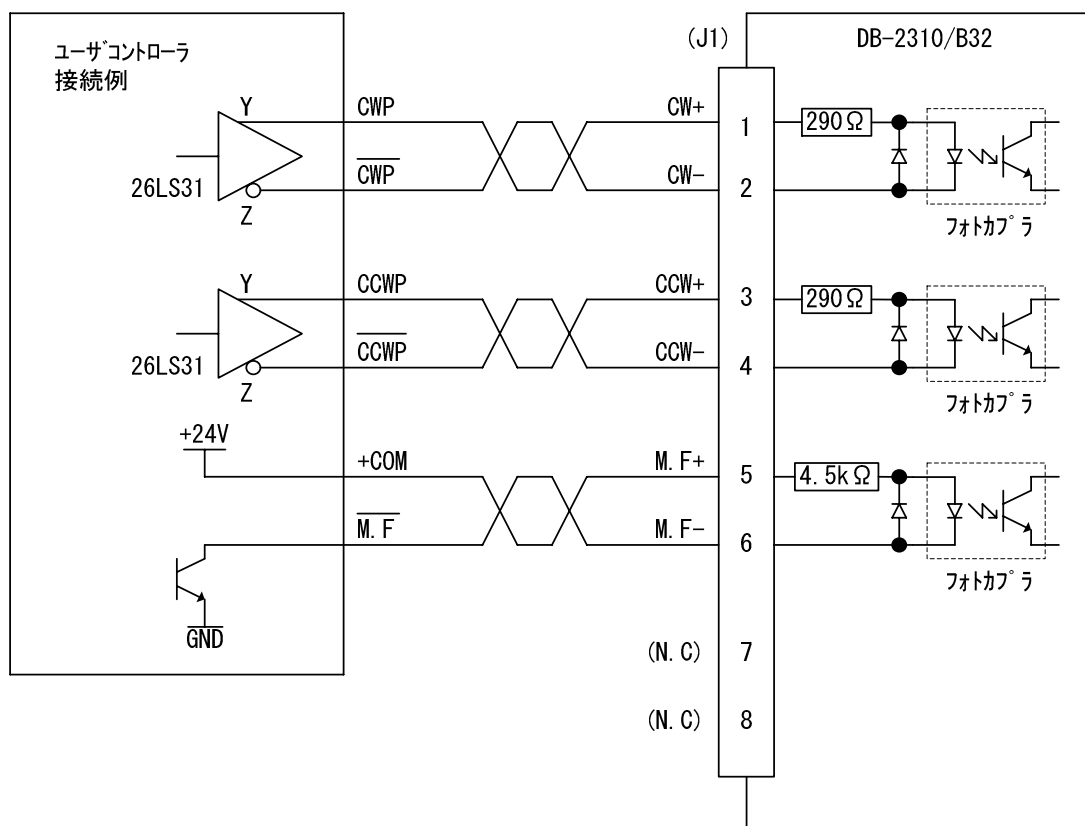 ユーザコントローラ
接続例
(J1)
DB-2310/B32
Y
CWP
CW+
1
290Ω
26LS31
Z
CWP
CW-
2
フォトカプラ
Y
CCWP
CCW+
3
290Ω
26LS31
Z
CCWP
CCW-
4
フォトカプラ
+24V
+COM
M.F+
5
4.5kΩ
M.F
M.F-
6
フォトカプラ
GND
(N.C)
7
(N.C)
8